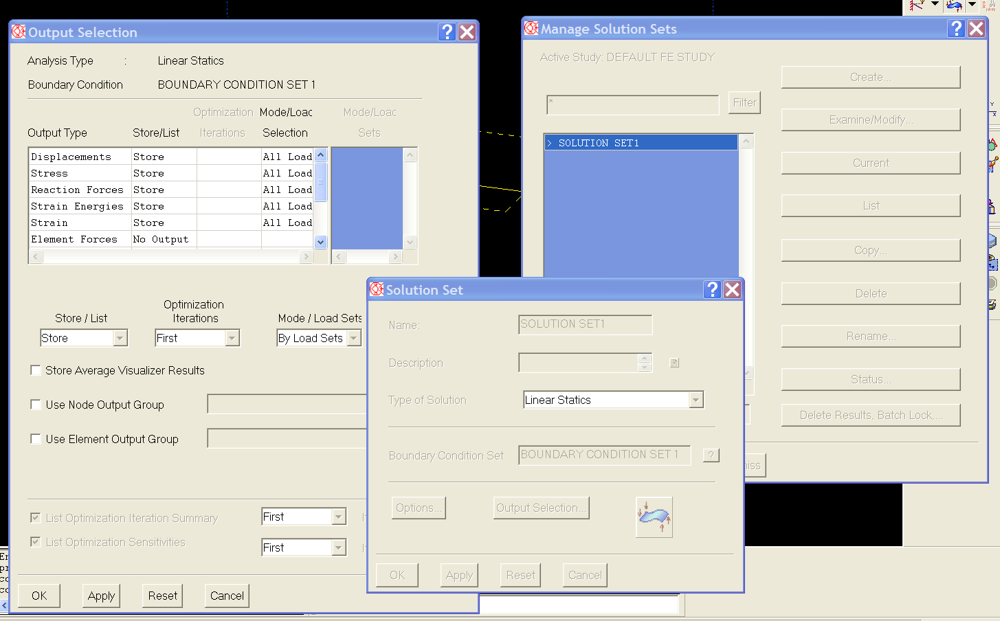 Output Selection
Analysis Type : Linear Statics
Boundary Condition BOUNDARY CONDITION SET 1
Optimization Mode/Load Mode/Load
Output Type Store/List Iterations Selection Sets
Displacements Store All Load
Stress Store All Load
Reaction Forces Store All Load
Strain Energies Store All Load
Strain Store All Load
Element Forces No Output
Optimization
Store / List Iterations Mode / Load Sets
Store First By Load Sets
Store Average Visualizer Results
Use Node Output Group
Use Element Output Group
List Optimization Iteration Summary First
List Optimization Sensitivities First
OK Apply Reset Cancel
Manage Solution Sets
Active Study: DEFAULT FE STUDY
* Filter
> SOLUTION SET1
Create...
Examine/Modify...
Current
List
Copy...
Delete
Rename...
Status...
Delete Results, Batch Lock,...
Solution Set
Name: SOLUTION SET1
Description
Type of Solution Linear Statics
Boundary Condition Set BOUNDARY CONDITION SET 1 ?
Options... Output Selection...
OK Apply Reset Cancel